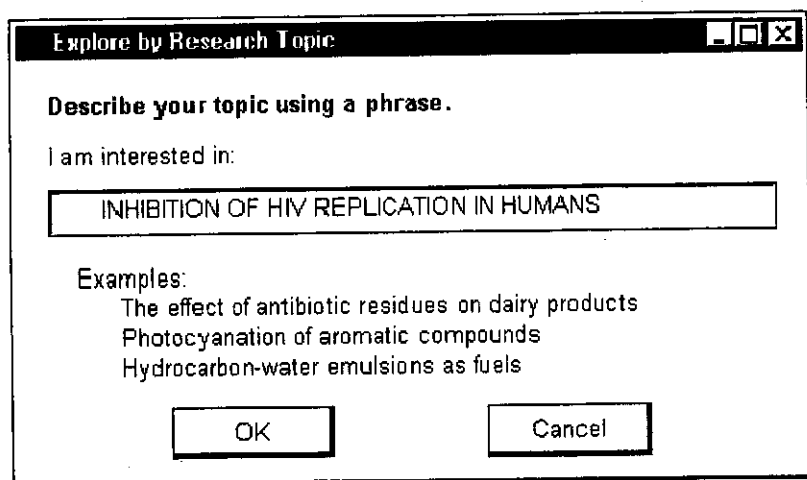 Explore by Research Topic
Describe your topic using a phrase.
I am interested in:
INHIBITION OF HIV REPLICATION IN HUMANS
Examples:
The effect of antibiotic residues on dairy products
Photocyanation of aromatic compounds
Hydrocarbon-water emulsions as fuels
OK Cancel